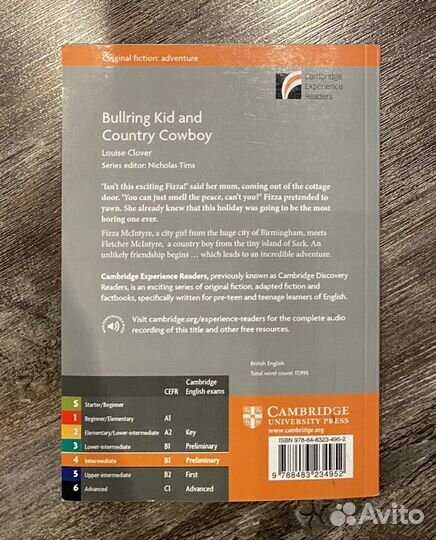 Original fiction: adventure
Cambridge
Experience
Readers
Bullring Kid and
Country Cowboy
Louise Clover
Series editor: Nicholas Tims
'Isn't this exciting Fizza!' said her mum, coming out of the cottage
door. 'You can just smell the peace, can't you?' Fizza pretended to
yawn. She already knew that this holiday was going to be the most
boring one ever.
Fizza McIntyre, a city girl from the huge city of Birmingham, meets
Fletcher McIntyre, a country boy from the tiny island of Sark. An
unlikely friendship begins ... which leads to an incredible adventure.
Cambridge Experience Readers, previously known as Cambridge Discovery
Readers, is an exciting series of original fiction, adapted fiction and
factbooks, specifically written for pre-teen and teenage learners of English.
Visit cambridge.org/experience-readers for the complete audio
recording of this title and other free resources.
British English
Total word count: 17,995
CEFR Cambridge English exams
S Starter/Beginner
1 Beginner/Elementary A1
2 Elementary/Lower-intermediate A2 Key
3 Lower-intermediate B1 Preliminary
4 Intermediate B1 Preliminary
5 Upper-intermediate B2 First
6 Advanced C1 Advanced
CAMBRIDGE
UNIVERSITY PRESS
www.cambridge.org
ISBN 978-84-8323-495-2
9 788483 234952
Avito